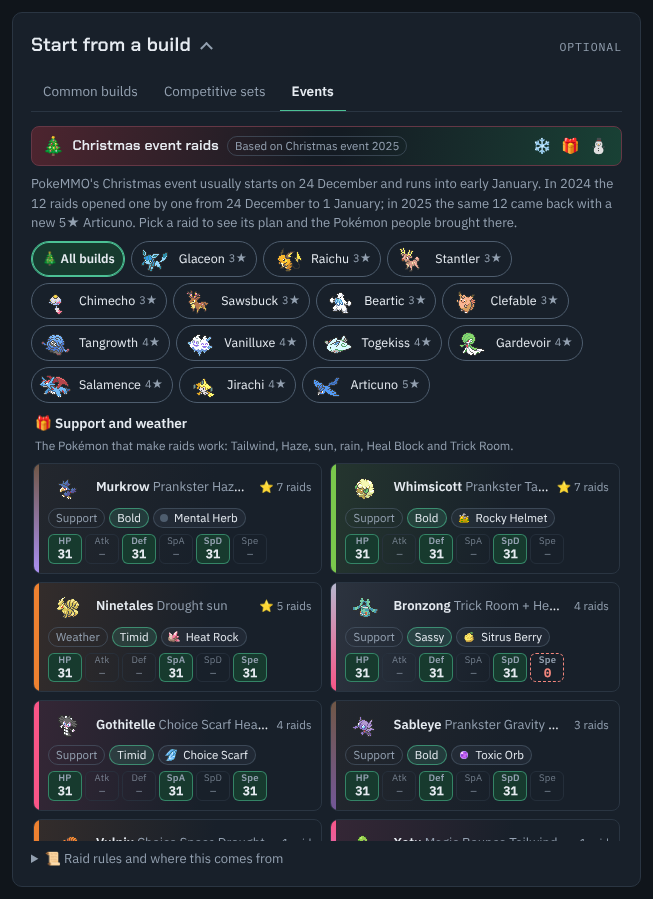 Start from a build
OPTIONAL
Common builds Competitive sets Events
Christmas event raids Based on Christmas event 2025
PokeMMO's Christmas event usually starts on 24 December and runs into early January. In 2024 the
12 raids opened one by one from 24 December to 1 January; in 2025 the same 12 came back with a
new 5★ Articuno. Pick a raid to see its plan and the Pokémon people brought there.
All builds Glaceon 3★ Raichu 3★ Stantler 3★
Chimecho 3★ Sawsbuck 3★ Beartic 3★ Clefable 3★
Tangrowth 4★ Vanilluxe 4★ Togekiss 4★ Gardevoir 4★
Salamence 4★ Jirachi 4★ Articuno 5★
Support and weather
The Pokémon that make raids work: Tailwind, Haze, sun, rain, Heal Block and Trick Room.
Murkrow Prankster Haz... 7 raids
Support Bold Mental Herb
HP Atk Def SpA SpD Spe
31 – 31 – 31 –
Whimsicott Prankster Ta... 7 raids
Support Bold Rocky Helmet
HP Atk Def SpA SpD Spe
31 – 31 – 31 –
Ninetales Drought sun 5 raids
Weather Timid Heat Rock
HP Atk Def SpA SpD Spe
31 – – 31 – 31
Bronzong Trick Room + He... 4 raids
Support Sassy Sitrus Berry
HP Atk Def SpA SpD Spe
31 – 31 – 31 0
Gothitelle Choice Scarf Hea... 4 raids
Support Timid Choice Scarf
HP Atk Def SpA SpD Spe
31 – – 31 31 31
Sableye Prankster Gravity ... 3 raids
Support Bold Toxic Orb
HP Atk Def SpA SpD Spe
31 – 31 – 31 –
Raid rules and where this comes from